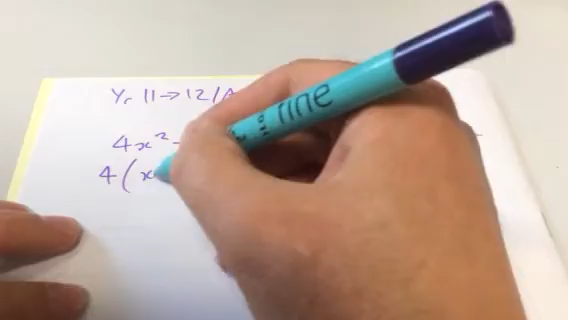 Yr 11 → 12 / A
4x² -
4(x
fine